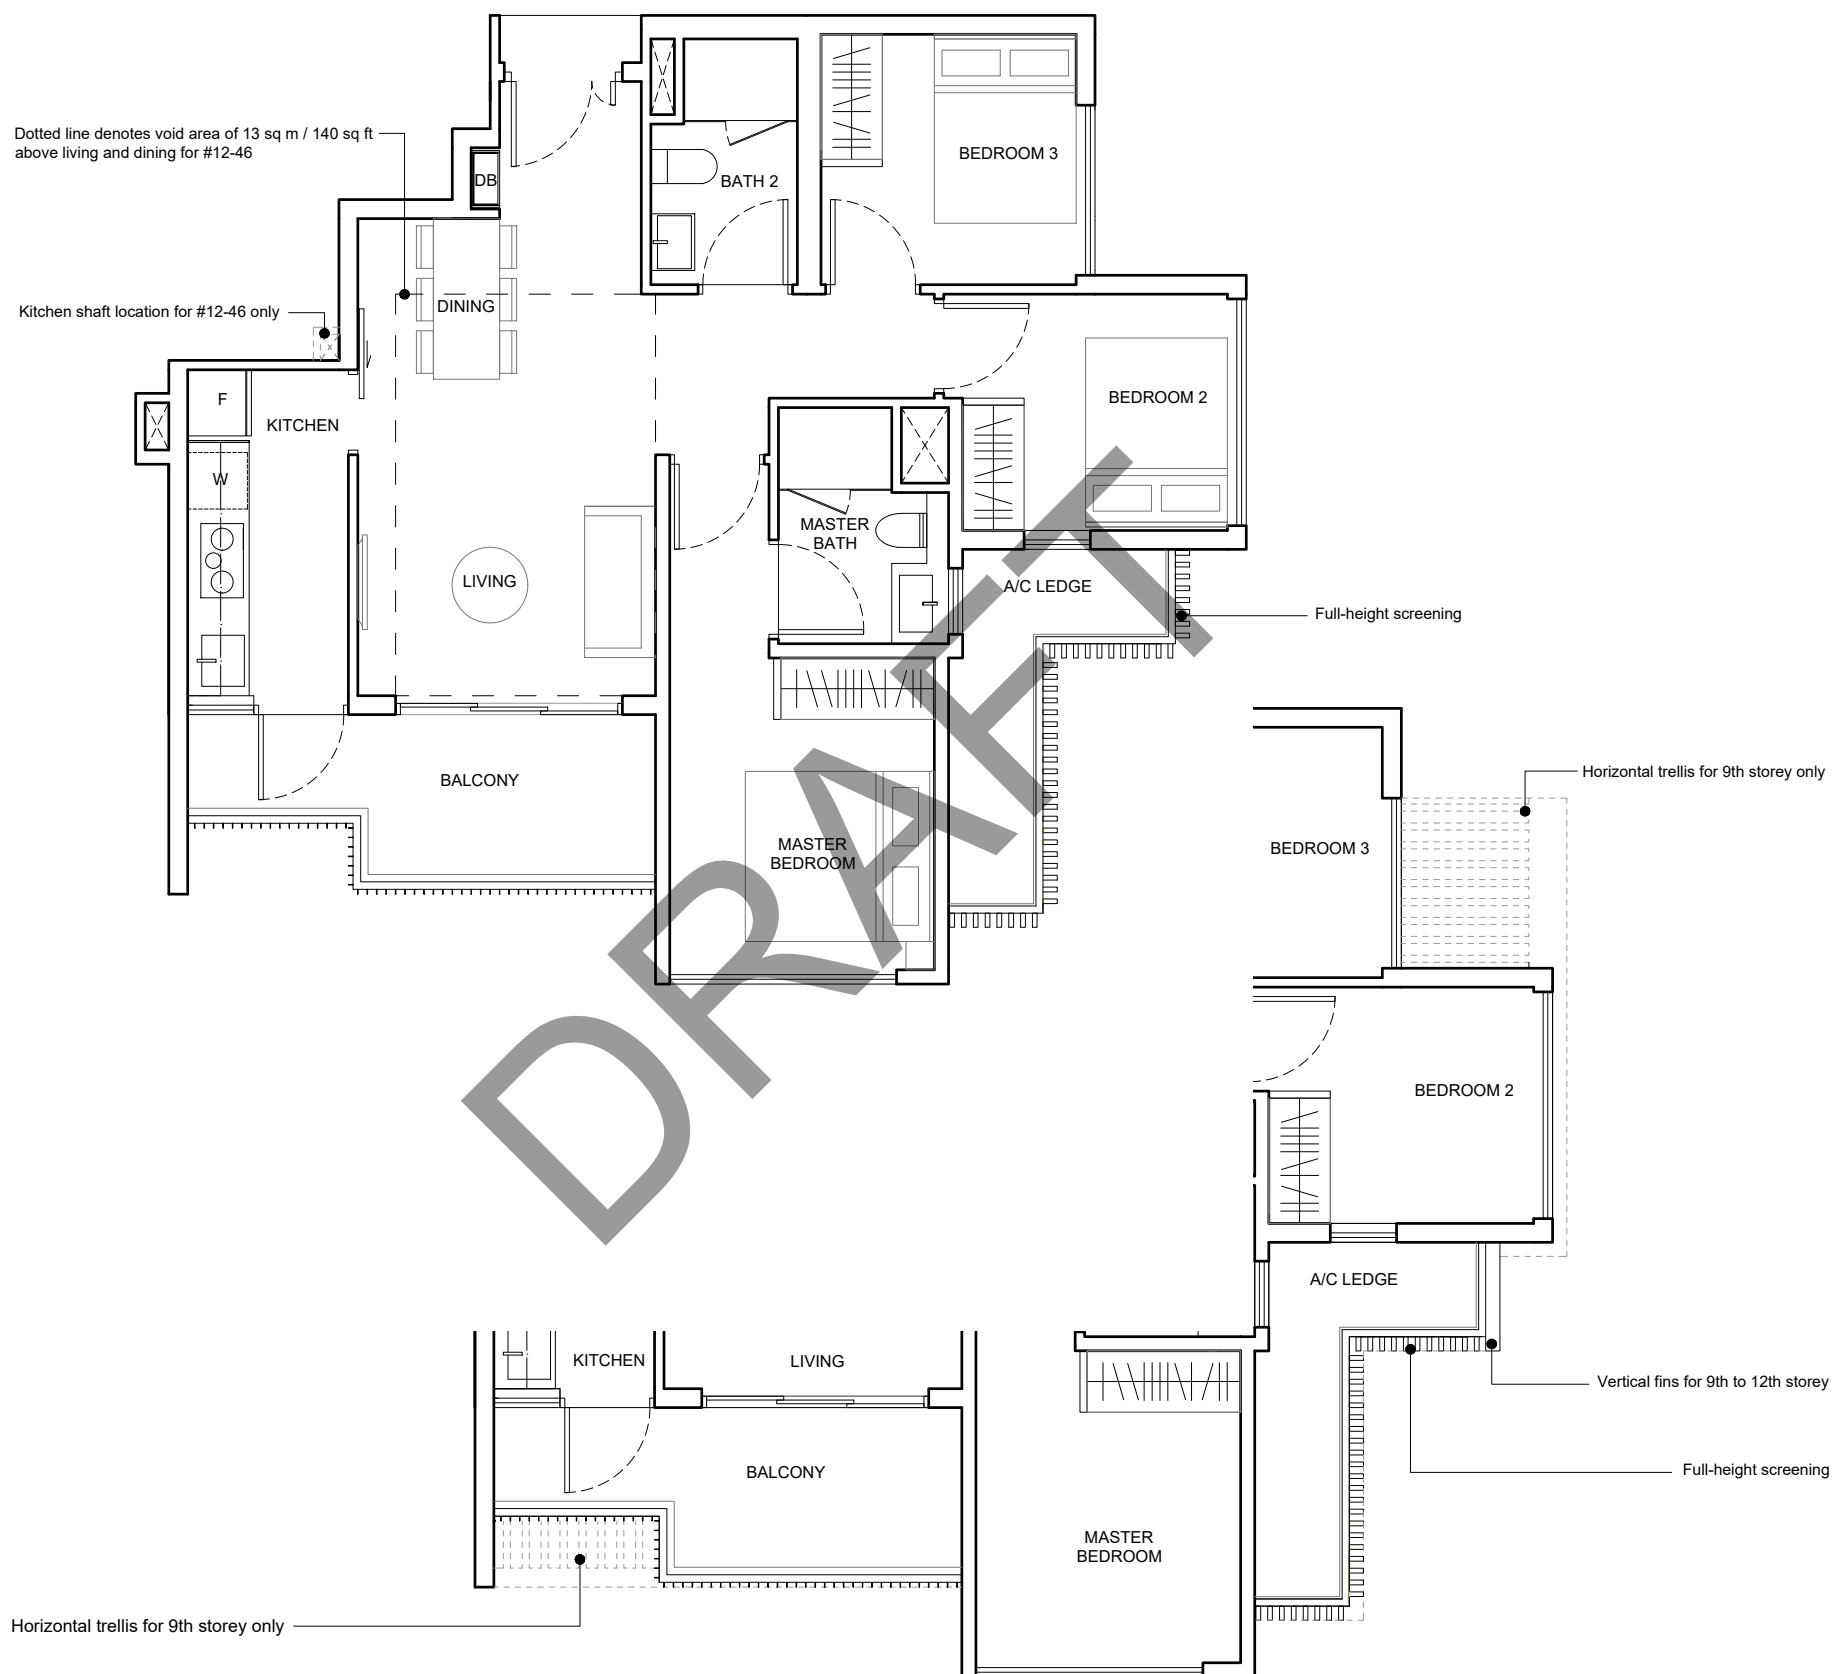 Dotted line denotes void area of 13 sq m / 140 sq ft
above living and dining for #12-46
DB
BATH 2
BEDROOM 3
Kitchen shaft location for #12-46 only
DINING
F
KITCHEN
BEDROOM 2
W
MASTER
BATH
LIVING
A/C LEDGE
Full-height screening
BALCONY
MASTER
BEDROOM
DRAFT
Horizontal trellis for 9th storey only
BEDROOM 3
BEDROOM 2
A/C LEDGE
KITCHEN
LIVING
Vertical fins for 9th to 12th storey
BALCONY
Full-height screening
MASTER
BEDROOM
Horizontal trellis for 9th storey only